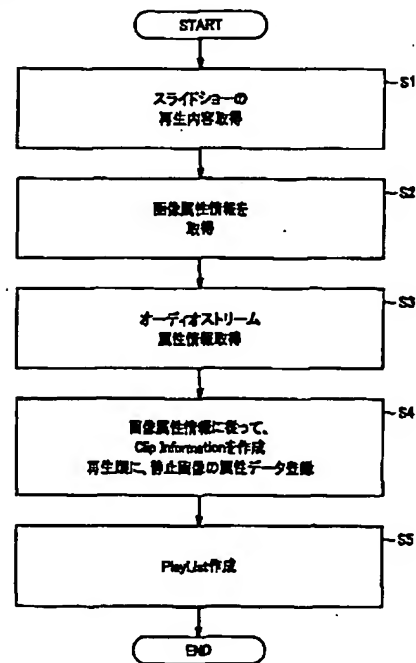 START
S1
スライドショーの
再生内容取得
S2
画像属性情報を
取得
S3
オーディオストリーム
属性情報取得
S4
画像属性情報に従って、
Clip Informationを作成
再生順に、静止画像の属性データ登録
S5
PlayList作成
END